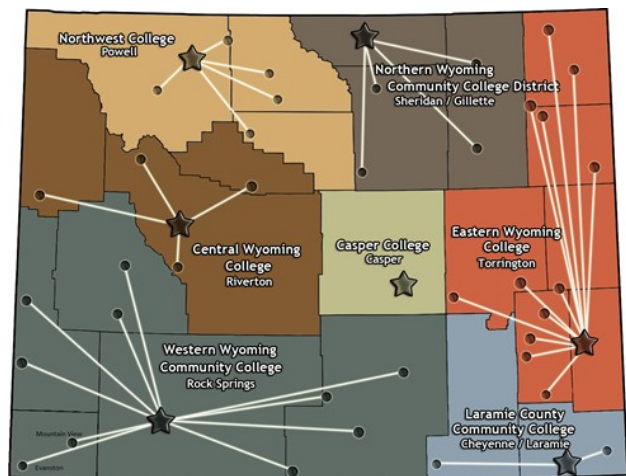 Northwest College
Powell
Northern Wyoming
Community College District
Sheridan / Gillette
Central Wyoming
College
Riverton
Casper College
Casper
Eastern Wyoming
College
Torrington
Western Wyoming
Community College
Rock Springs
Mountain View
Evanston
Laramie County
Community College
Cheyenne / Laramie